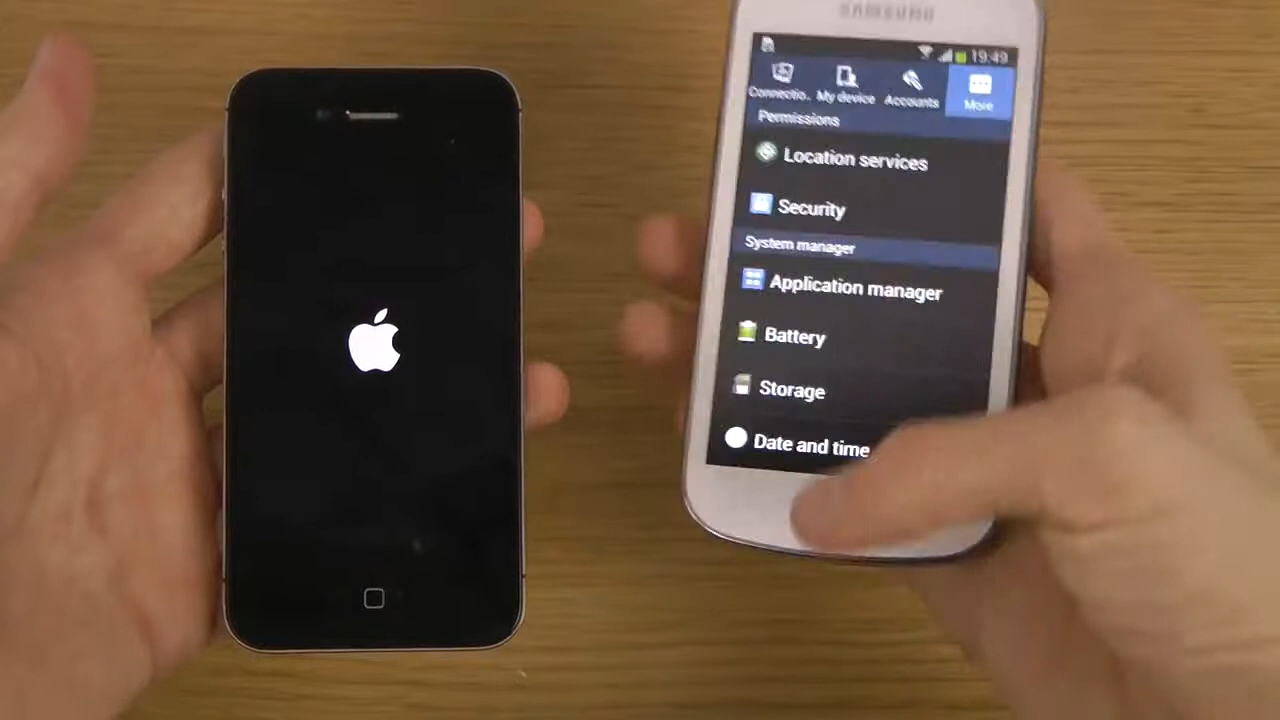 SAMSUNG
19:49
Connectio.. My device Accounts More
Permissions
Location services
Security
System manager
Application manager
Battery
Storage
Date and time